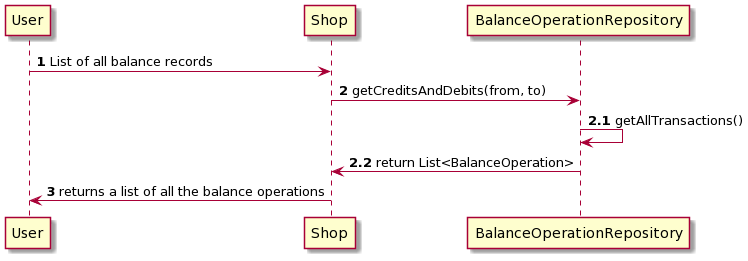 User Shop BalanceOperationRepository
1 List of all balance records
2 getCreditsAndDebits(from, to)
2.1 getAllTransactions()
2.2 return List<BalanceOperation>
3 returns a list of all the balance operations
User Shop BalanceOperationRepository